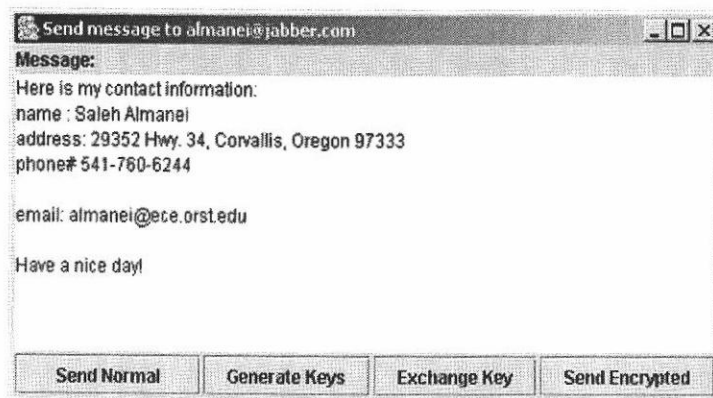 Send message to almanei@jabber.com
Message:
Here is my contact information:
name : Saleh Almanei
address: 29352 Hwy. 34, Corvallis, Oregon 97333
phone# 541-760-6244
email: almanei@ece.orst.edu
Have a nice day!
Send Normal Generate Keys Exchange Key Send Encrypted